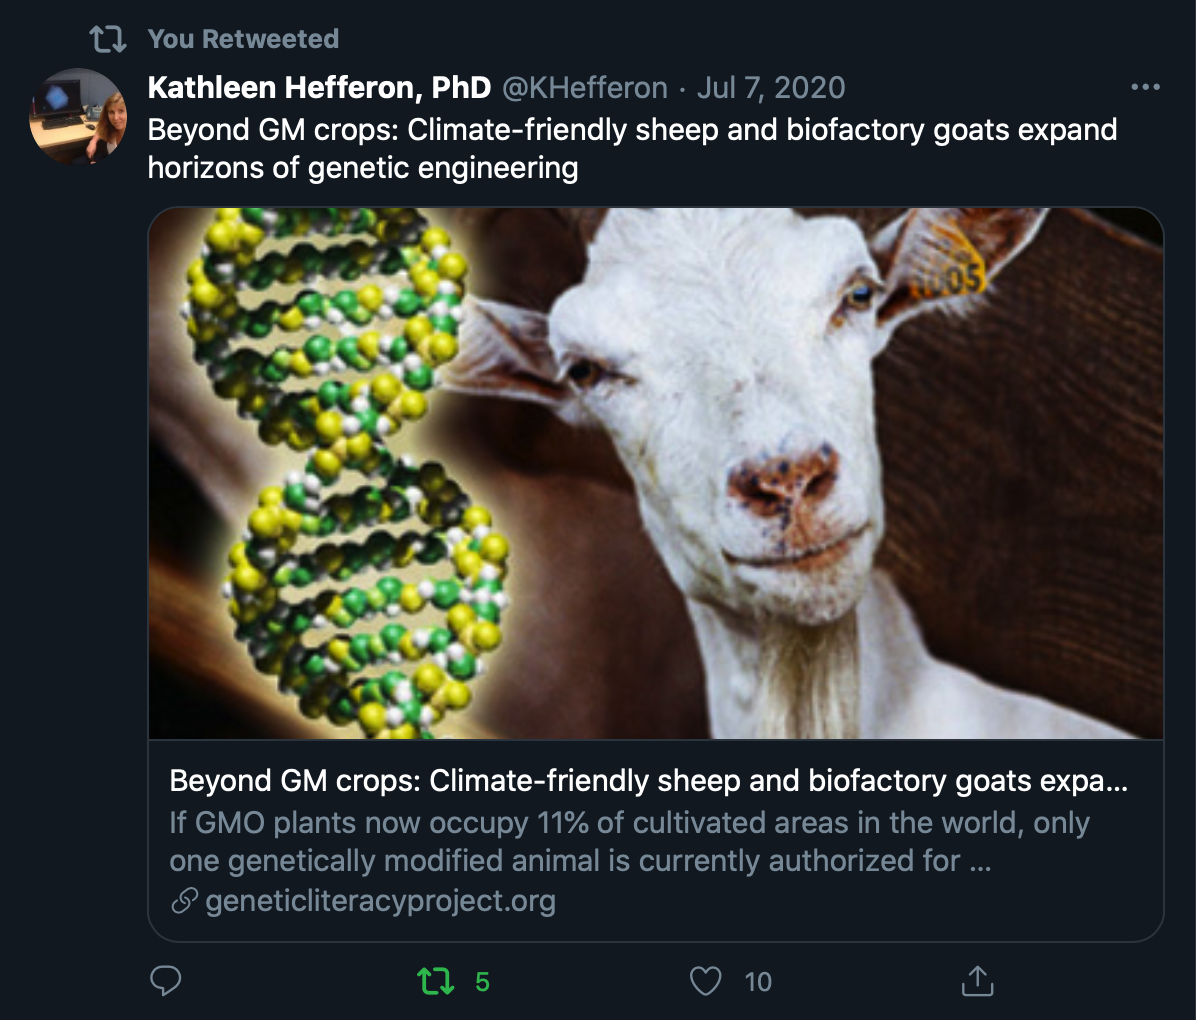 You Retweeted
Kathleen Hefferon, PhD @KHefferon · Jul 7, 2020
Beyond GM crops: Climate-friendly sheep and biofactory goats expand
horizons of genetic engineering
Beyond GM crops: Climate-friendly sheep and biofactory goats expa...
If GMO plants now occupy 11% of cultivated areas in the world, only
one genetically modified animal is currently authorized for ...
geneticliteracyproject.org
5 10